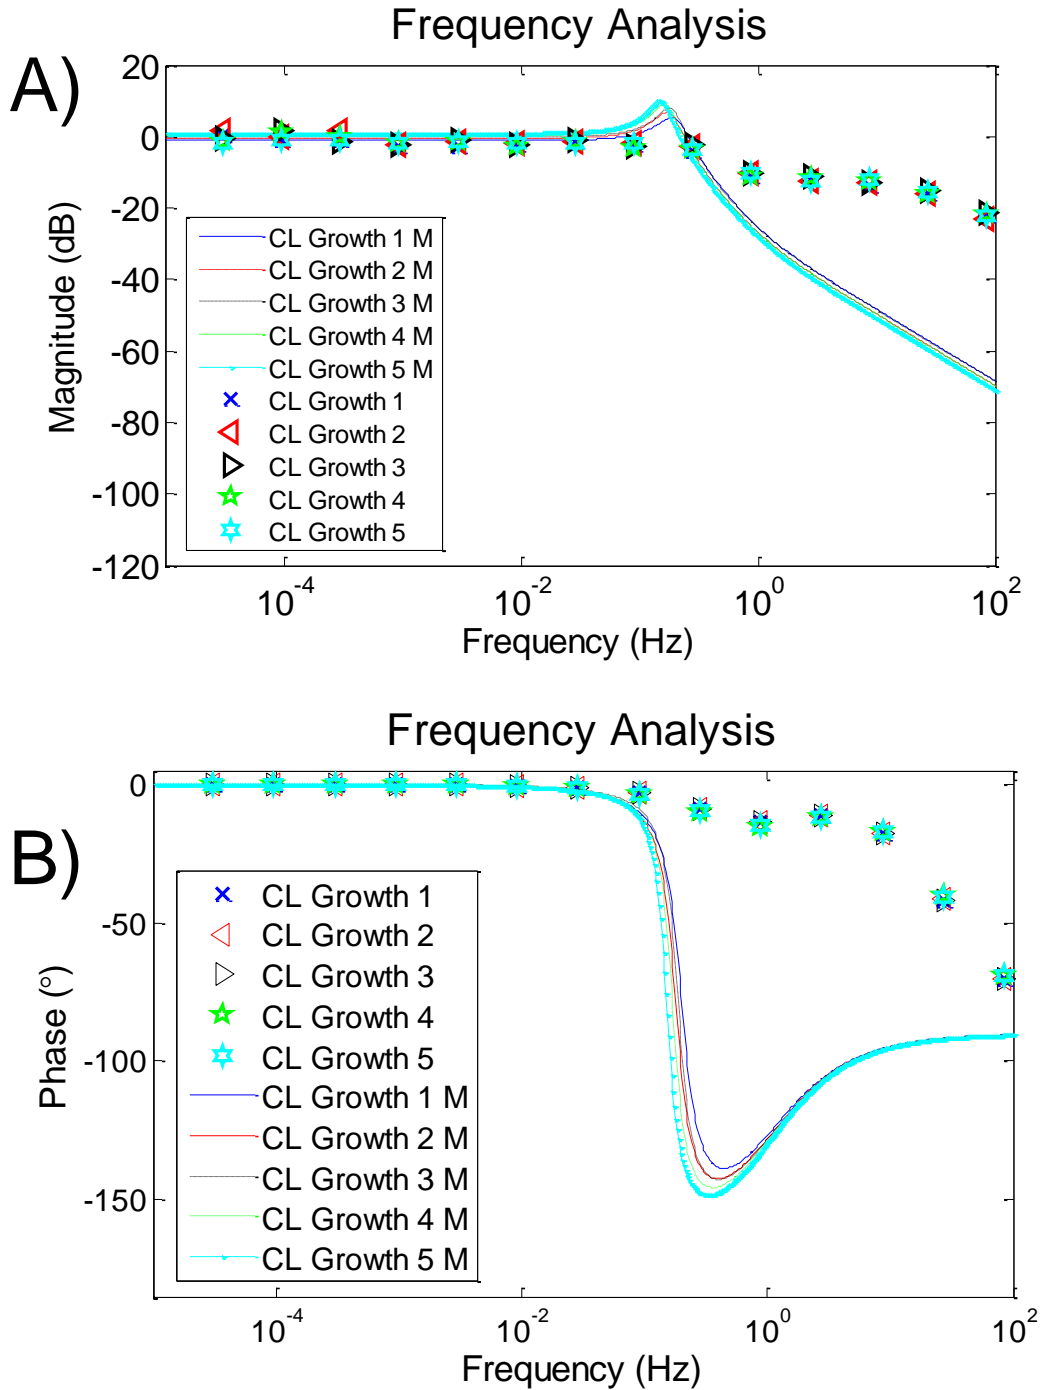 Frequency Analysis
A)
20
0
-20
-40
-60
-80
-100
-120
Magnitude (dB)
CL Growth 1 M
CL Growth 2 M
CL Growth 3 M
CL Growth 4 M
CL Growth 5 M
CL Growth 1
CL Growth 2
CL Growth 3
CL Growth 4
CL Growth 5
10^-4
10^-2
10^0
10^2
Frequency (Hz)
Frequency Analysis
B)
0
-50
-100
-150
Phase (°)
CL Growth 1
CL Growth 2
CL Growth 3
CL Growth 4
CL Growth 5
CL Growth 1 M
CL Growth 2 M
CL Growth 3 M
CL Growth 4 M
CL Growth 5 M
10^-4
10^-2
10^0
10^2
Frequency (Hz)